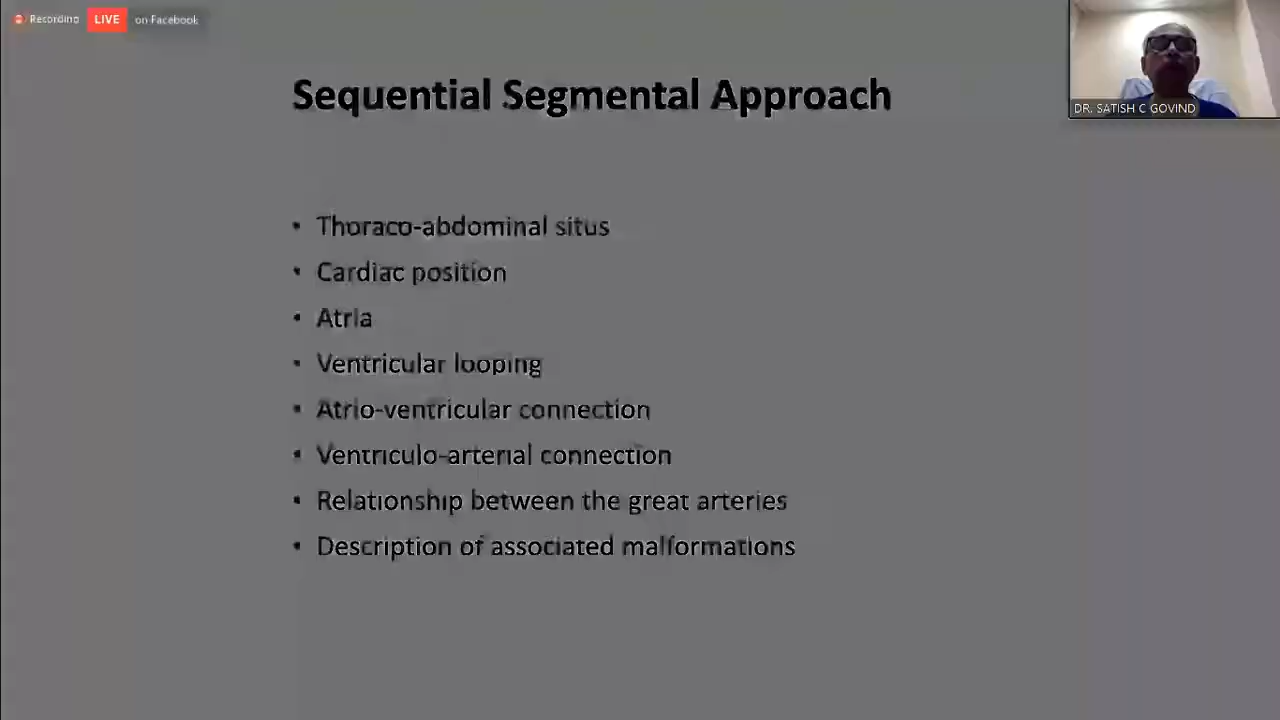 Recording LIVE on Facebook
DR. SATISH C GOVIND
Sequential Segmental Approach
• Thoraco-abdominal situs
• Cardiac position
• Atria
• Ventricular looping
• Atrio-ventricular connection
• Ventriculo-arterial connection
• Relationship between the great arteries
• Description of associated malformations